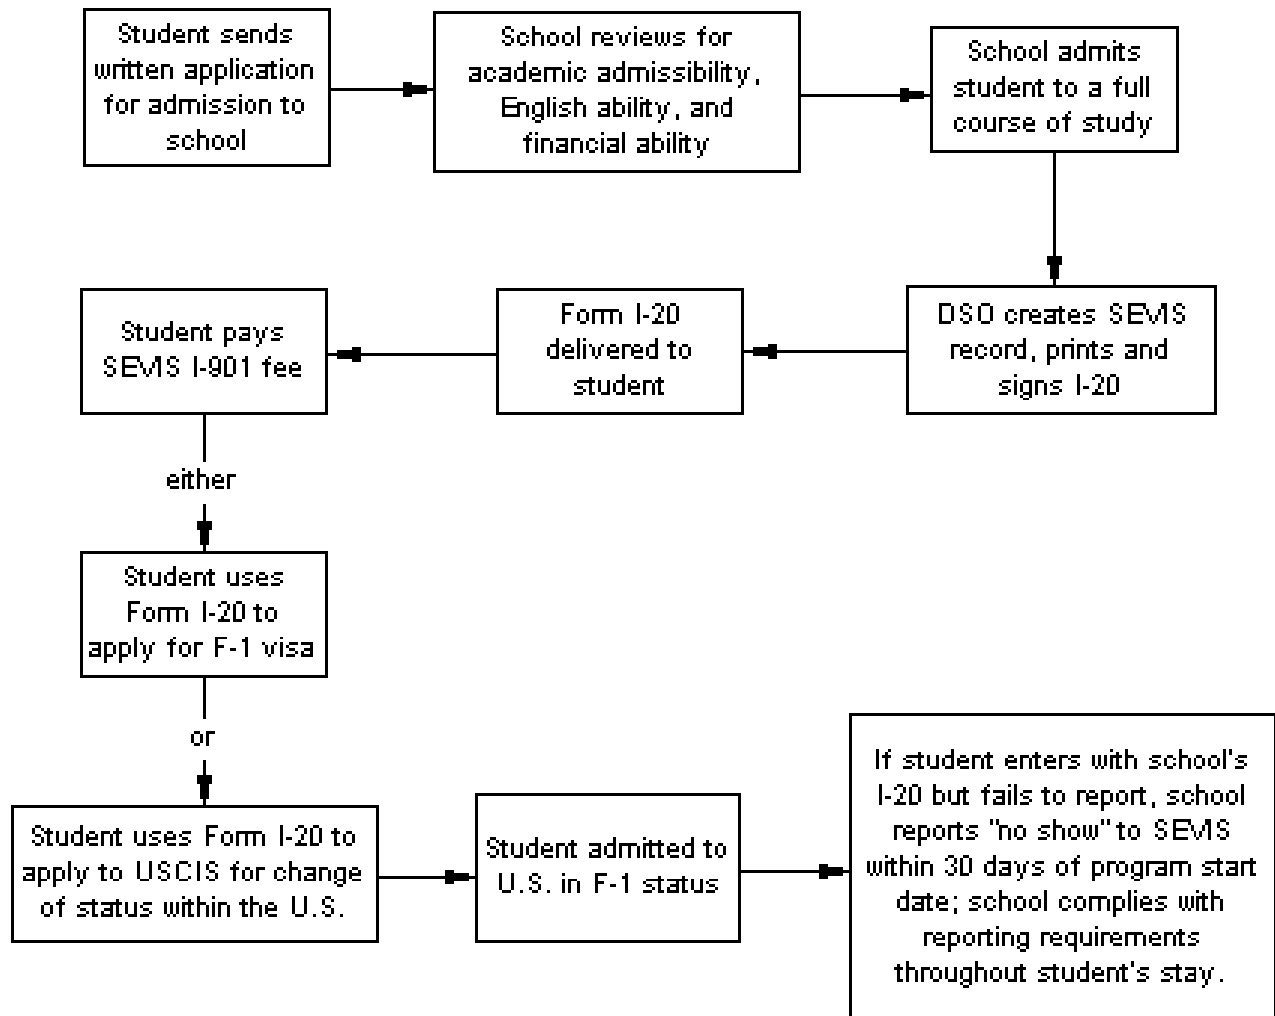 Student sends
written application
for admission to
school
School reviews for
academic admissibility,
English ability, and
financial ability
School admits
student to a full
course of study
DSO creates SEVIS
record, prints and
signs I-20
Form I-20
delivered to
student
Student pays
SEVIS I-901 fee
either
Student uses
Form I-20 to
apply for F-1 visa
or
Student uses Form I-20 to
apply to USCIS for change
of status within the U.S.
Student admitted to
U.S. in F-1 status
If student enters with school's
I-20 but fails to report, school
reports "no show" to SEVIS
within 30 days of program start
date; school complies with
reporting requirements
throughout student's stay.